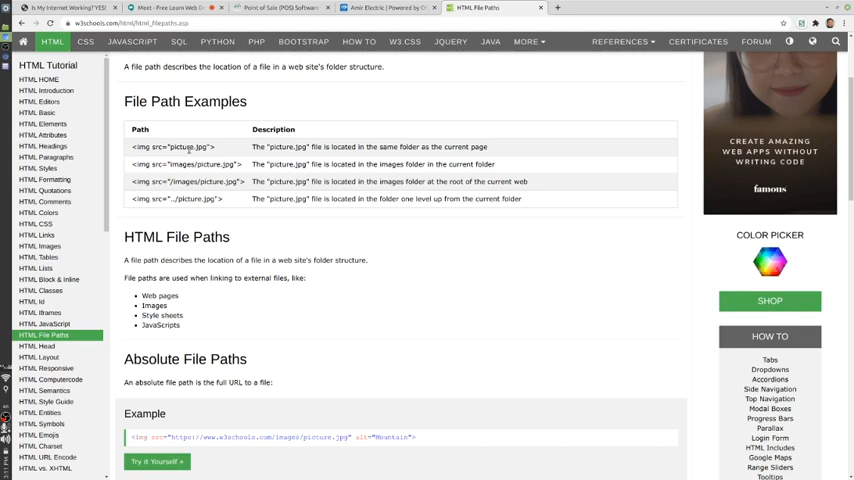 Is My Internet Working? YES!
Meet - Free Learn Web D
Point of Sale (POS) Software
Amir Electric | Powered by O
HTML File Paths
w3schools.com/html/html_filepaths.asp
HTML CSS JAVASCRIPT SQL PYTHON PHP BOOTSTRAP HOW TO W3.CSS JQUERY JAVA MORE REFERENCES CERTIFICATES FORUM
HTML Tutorial
HTML HOME
HTML Introduction
HTML Editors
HTML Basic
HTML Elements
HTML Attributes
HTML Headings
HTML Paragraphs
HTML Styles
HTML Formatting
HTML Quotations
HTML Comments
HTML Colors
HTML CSS
HTML Links
HTML Images
HTML Tables
HTML Lists
HTML Block & Inline
HTML Classes
HTML Id
HTML Iframes
HTML JavaScript
HTML File Paths
HTML Head
HTML Layout
HTML Responsive
HTML Computercode
HTML Semantics
HTML Style Guide
HTML Entities
HTML Symbols
HTML Emojis
HTML Charset
HTML URL Encode
HTML vs. XHTML
A file path describes the location of a file in a web site's folder structure.
File Path Examples
Path Description
<img src="picture.jpg"> The "picture.jpg" file is located in the same folder as the current page
<img src="images/picture.jpg"> The "picture.jpg" file is located in the images folder in the current folder
<img src="/images/picture.jpg"> The "picture.jpg" file is located in the images folder at the root of the current web
<img src="../picture.jpg"> The "picture.jpg" file is located in the folder one level up from the current folder
HTML File Paths
A file path describes the location of a file in a web site's folder structure.
File paths are used when linking to external files, like:
• Web pages
• Images
• Style sheets
• JavaScripts
Absolute File Paths
An absolute file path is the full URL to a file:
Example
<img src="https://www.w3schools.com/images/picture.jpg" alt="Mountain">
Try it Yourself »
CREATE AMAZING
WEB APPS WITHOUT
WRITING CODE
famous
COLOR PICKER
SHOP
HOW TO
Tabs
Dropdowns
Accordions
Side Navigation
Top Navigation
Modal Boxes
Progress Bars
Parallax
Login Form
HTML Includes
Google Maps
Range Sliders
Tooltips
3:11 PM